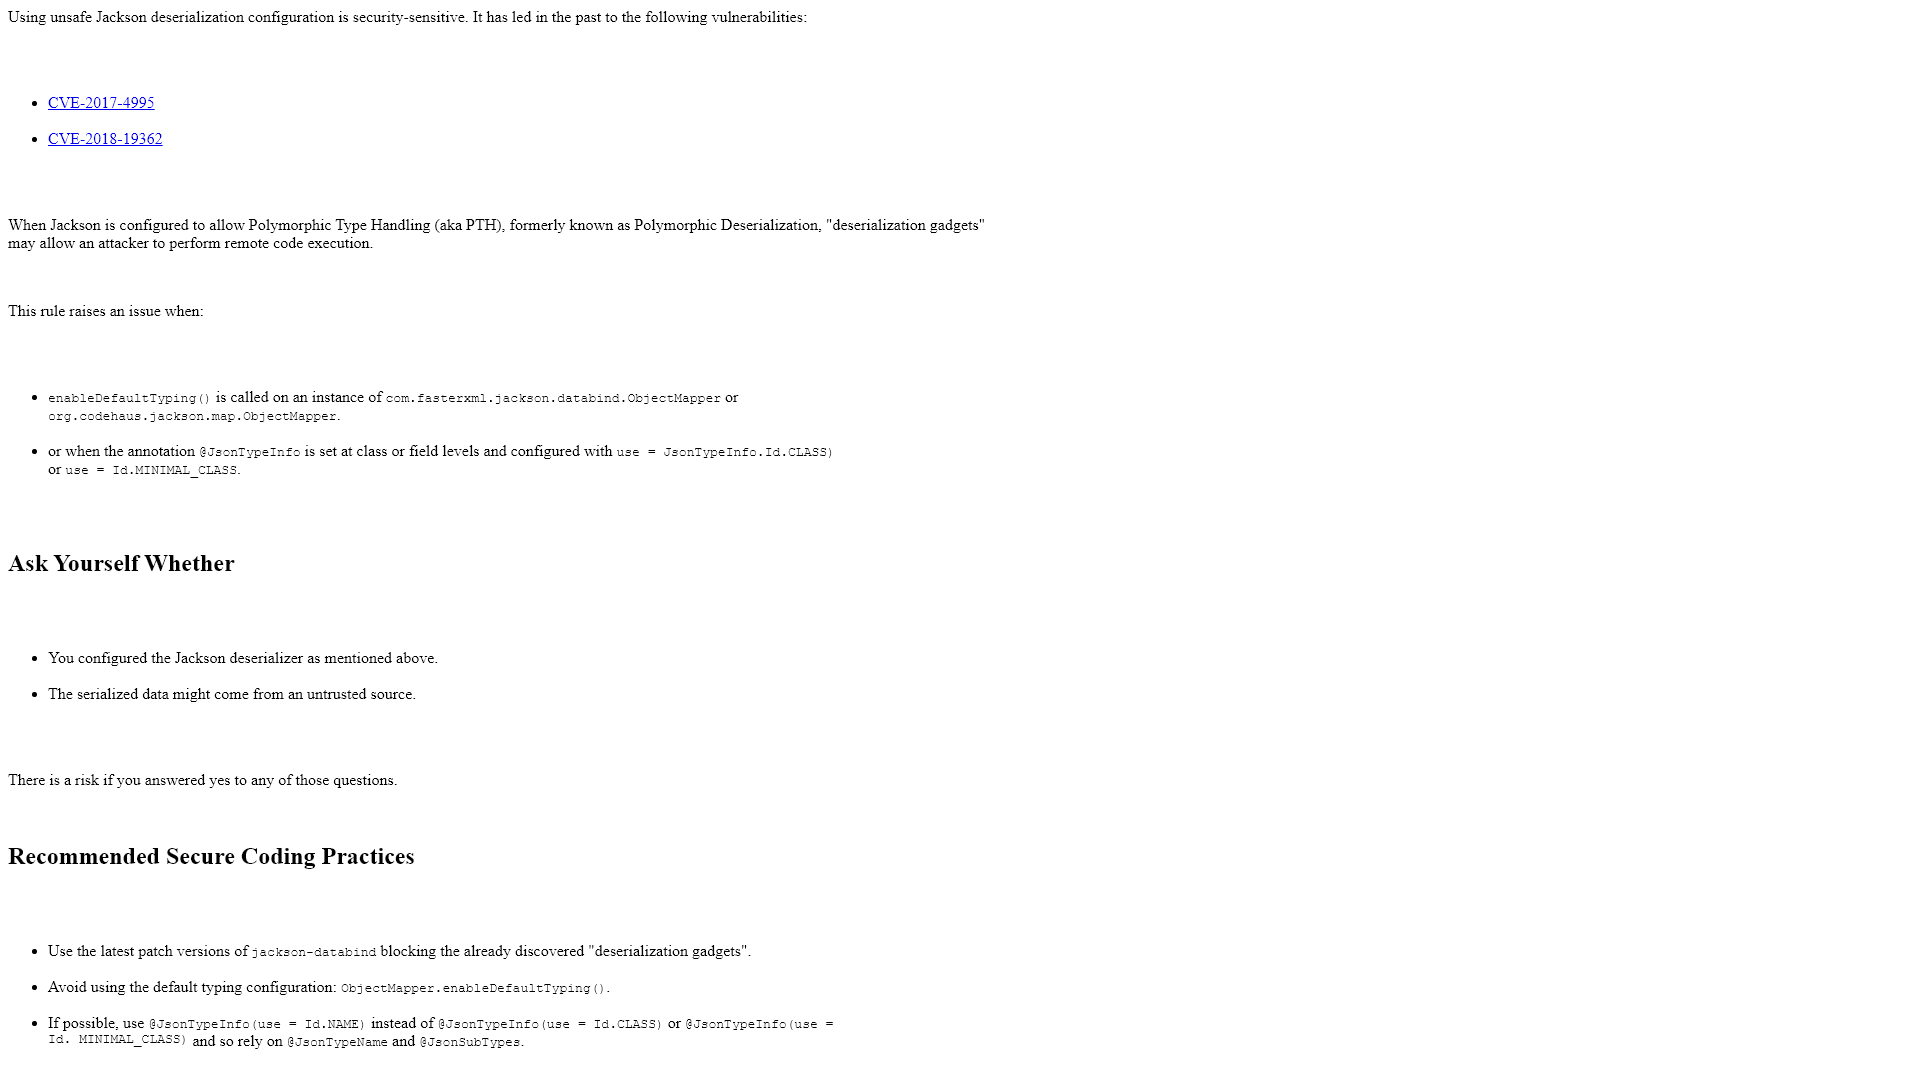 Using unsafe Jackson deserialization configuration is security-sensitive. It has led in the past to the following vulnerabilities:
CVE-2017-4995
CVE-2018-19362
When Jackson is configured to allow Polymorphic Type Handling (aka PTH), formerly known as Polymorphic Deserialization, "deserialization gadgets"
may allow an attacker to perform remote code execution.
This rule raises an issue when:
enableDefaultTyping() is called on an instance of com.fasterxml.jackson.databind.ObjectMapper or
org.codehaus.jackson.map.ObjectMapper.
or when the annotation @JsonTypeInfo is set at class or field levels and configured with use = JsonTypeInfo.Id.CLASS)
or use = Id.MINIMAL_CLASS.
Ask Yourself Whether
You configured the Jackson deserializer as mentioned above.
The serialized data might come from an untrusted source.
There is a risk if you answered yes to any of those questions.
Recommended Secure Coding Practices
Use the latest patch versions of jackson-databind blocking the already discovered "deserialization gadgets".
Avoid using the default typing configuration: ObjectMapper.enableDefaultTyping().
If possible, use @JsonTypeInfo(use = Id.NAME) instead of @JsonTypeInfo(use = Id.CLASS) or @JsonTypeInfo(use =
Id. MINIMAL_CLASS) and so rely on @JsonTypeName and @JsonSubTypes.